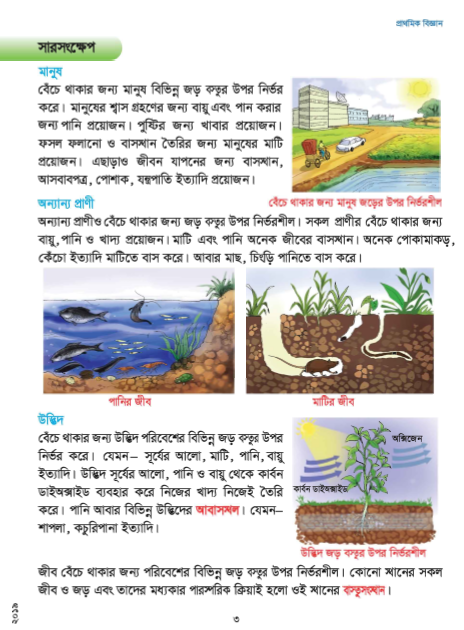 প্রাথমিক বিজ্ঞান
সারসংক্ষেপ
মানুষ
বেঁচে থাকার জন্য মানুষ বিভিন্ন জড় বস্তুর উপর নির্ভর
করে। মানুষের শ্বাস গ্রহণের জন্য বায়ু এবং পান করার
জন্য পানি প্রয়োজন। পুষ্টির জন্য খাবার প্রয়োজন।
ফসল ফলানো ও বাসস্থান তৈরির জন্য মানুষের মাটি
প্রয়োজন। এছাড়াও জীবন যাপনের জন্য বাসস্থান,
আসবাবপত্র, পোশাক, যন্ত্রপাতি ইত্যাদি প্রয়োজন।
বেঁচে থাকার জন্য মানুষ জড়ের উপর নির্ভরশীল
অন্যান্য প্রাণী
অন্যান্য প্রাণীও বেঁচে থাকার জন্য জড় বস্তুর উপর নির্ভরশীল। সকল প্রাণীর বেঁচে থাকার জন্য
বায়ু, পানি ও খাদ্য প্রয়োজন। মাটি এবং পানি অনেক জীবের বাসস্থান। অনেক পোকামাকড়,
কেঁচো ইত্যাদি মাটিতে বাস করে। আবার মাছ, চিংড়ি পানিতে বাস করে।
পানির জীব
মাটির জীব
উদ্ভিদ
বেঁচে থাকার জন্য উদ্ভিদ পরিবেশের বিভিন্ন জড় বস্তুর উপর
নির্ভর করে। যেমন– সূর্যের আলো, মাটি, পানি, বায়ু
ইত্যাদি। উদ্ভিদ সূর্যের আলো, পানি ও বায়ু থেকে কার্বন
ডাইঅক্সাইড ব্যবহার করে নিজের খাদ্য নিজেই তৈরি
করে। পানি আবার বিভিন্ন উদ্ভিদের আবাসস্থল। যেমন–
শাপলা, কচুরিপানা ইত্যাদি।
অক্সিজেন
কার্বন ডাইঅক্সাইড
উদ্ভিদ জড় বস্তুর উপর নির্ভরশীল
জীব বেঁচে থাকার জন্য পরিবেশের বিভিন্ন জড় বস্তুর উপর নির্ভরশীল। কোনো স্থানের সকল
জীব ও জড় এবং তাদের মধ্যকার পারস্পরিক ক্রিয়াই হলো ওই স্থানের বাস্তুসংস্থান।
২০১৯
৩